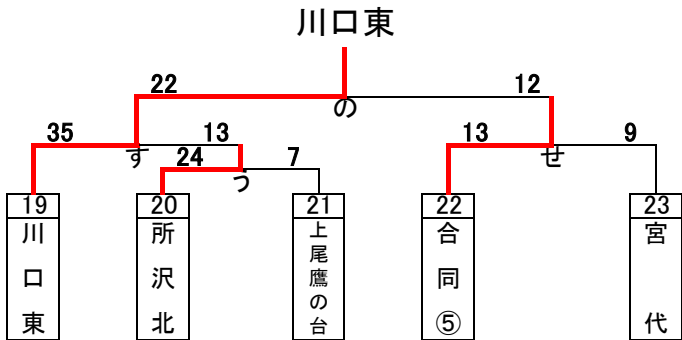 川口東
22 12
の
35 13 13 9
す 24 7 せ
う
19 20 21 22 23
川口東
所沢北
上尾鷹の台
合同⑤
宮代